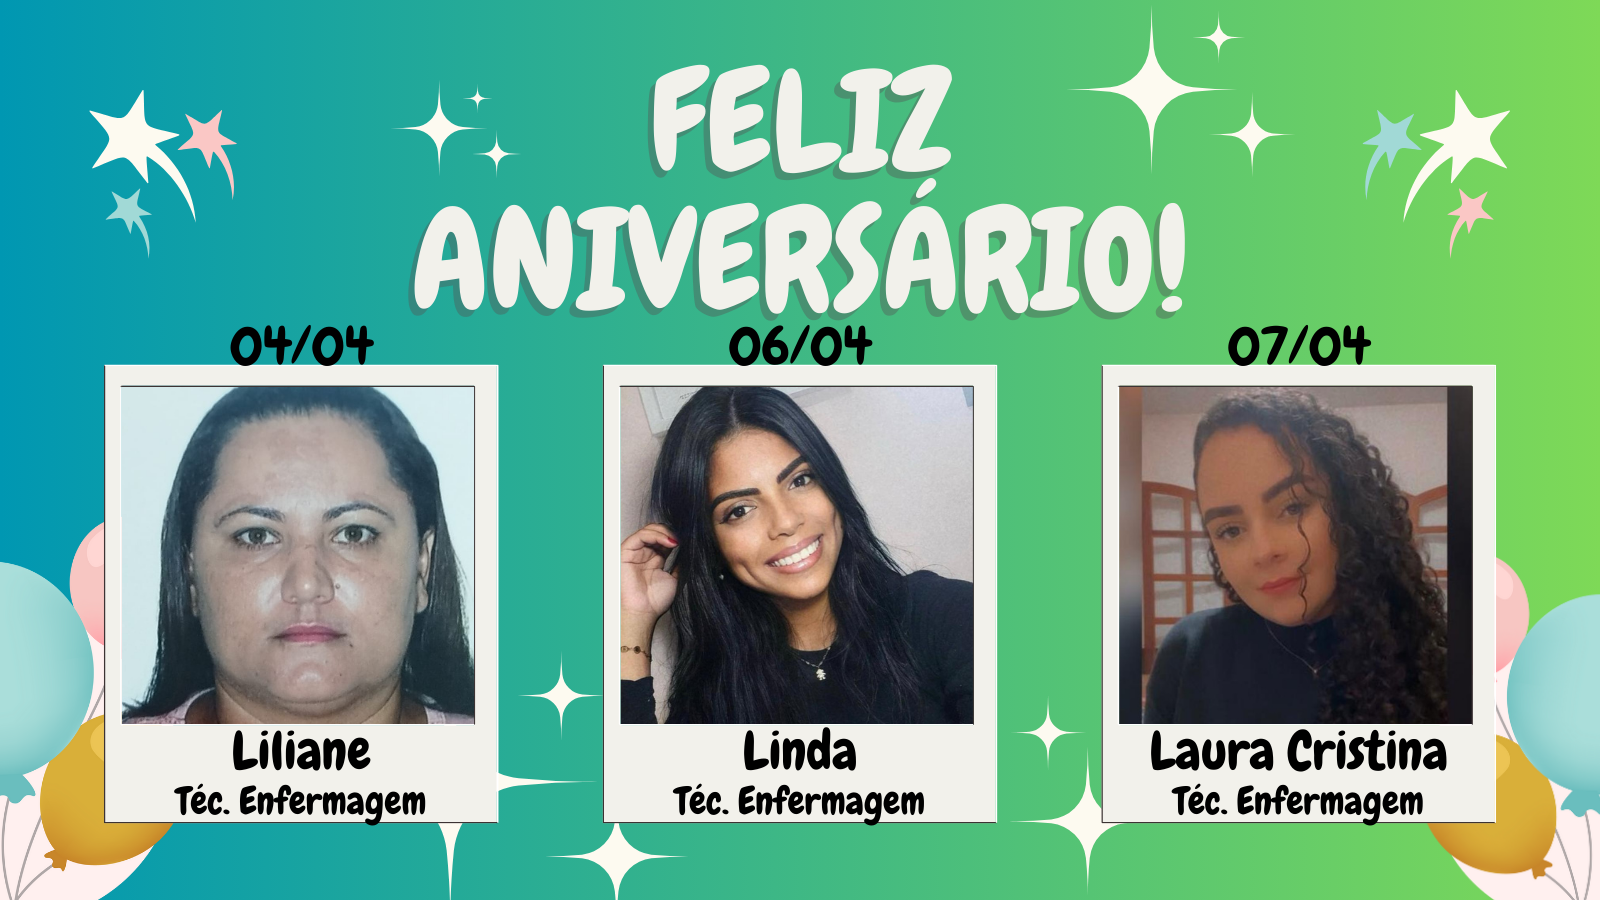 FELIZ
ANIVERSÁRIO!
04/04
06/04
07/04
Liliane
Téc. Enfermagem
Linda
Téc. Enfermagem
Laura Cristina
Téc. Enfermagem